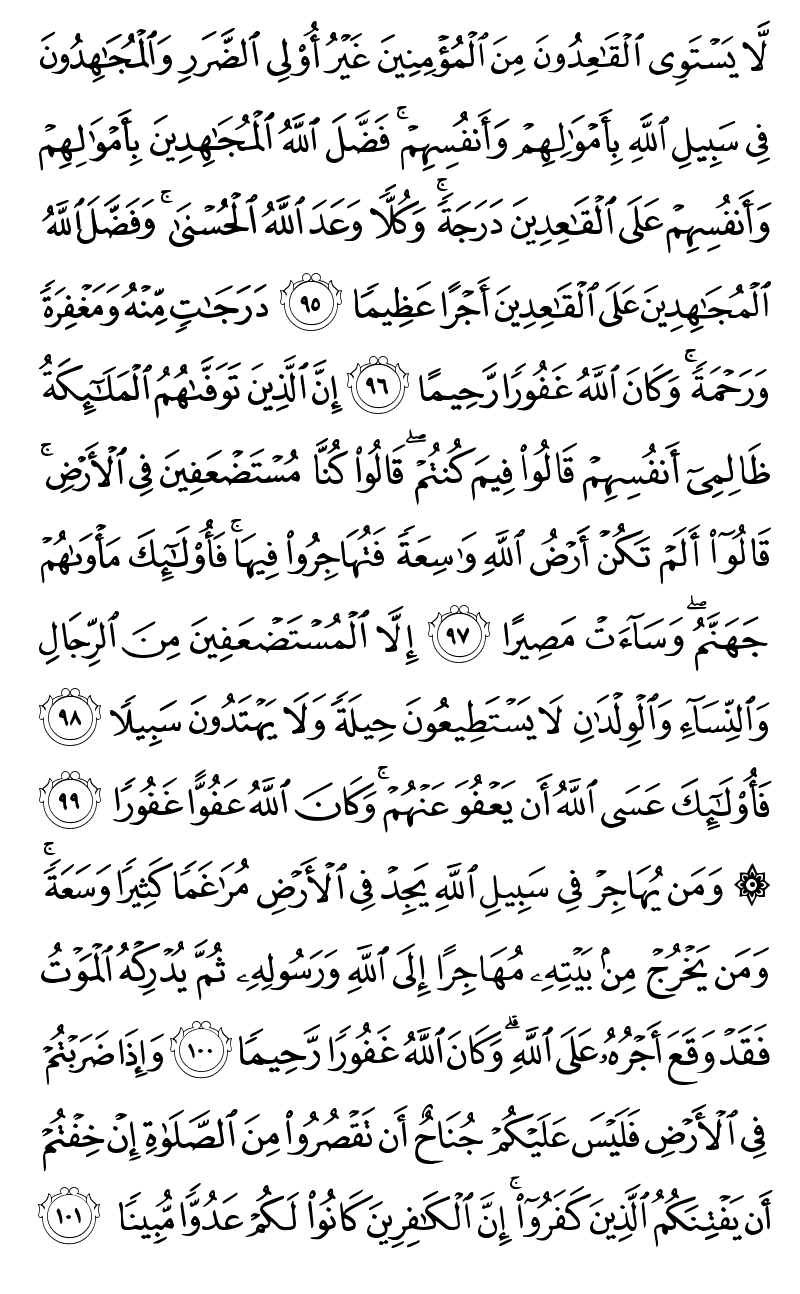 لَّا يَسْتَوِى ٱلْقَٰعِدُونَ مِنَ ٱلْمُؤْمِنِينَ غَيْرُ أُو۟لِى ٱلضَّرَرِ وَٱلْمُجَٰهِدُونَ
فِى سَبِيلِ ٱللَّهِ بِأَمْوَٰلِهِمْ وَأَنفُسِهِمْ ۚ فَضَّلَ ٱللَّهُ ٱلْمُجَٰهِدِينَ بِأَمْوَٰلِهِمْ
وَأَنفُسِهِمْ عَلَى ٱلْقَٰعِدِينَ دَرَجَةً ۚ وَكُلًّا وَعَدَ ٱللَّهُ ٱلْحُسْنَىٰ ۚ وَفَضَّلَ ٱللَّهُ
ٱلْمُجَٰهِدِينَ عَلَى ٱلْقَٰعِدِينَ أَجْرًا عَظِيمًا ٩٥ دَرَجَٰتٍ مِّنْهُ وَمَغْفِرَةً
وَرَحْمَةً ۚ وَكَانَ ٱللَّهُ غَفُورًا رَّحِيمًا ٩٦ إِنَّ ٱلَّذِينَ تَوَفَّىٰهُمُ ٱلْمَلَٰٓئِكَةُ
ظَالِمِىٓ أَنفُسِهِمْ قَالُوا۟ فِيمَ كُنتُمْ ۖ قَالُوا۟ كُنَّا مُسْتَضْعَفِينَ فِى ٱلْأَرْضِ ۚ
قَالُوٓا۟ أَلَمْ تَكُنْ أَرْضُ ٱللَّهِ وَٰسِعَةً فَتُهَاجِرُوا۟ فِيهَا ۚ فَأُو۟لَٰٓئِكَ مَأْوَىٰهُمْ
جَهَنَّمُ ۖ وَسَآءَتْ مَصِيرًا ٩٧ إِلَّا ٱلْمُسْتَضْعَفِينَ مِنَ ٱلرِّجَالِ
وَٱلنِّسَآءِ وَٱلْوِلْدَٰنِ لَا يَسْتَطِيعُونَ حِيلَةً وَلَا يَهْتَدُونَ سَبِيلًا ٩٨
فَأُو۟لَٰٓئِكَ عَسَى ٱللَّهُ أَن يَعْفُوَ عَنْهُمْ ۚ وَكَانَ ٱللَّهُ عَفُوًّا غَفُورًا ٩٩
۞ وَمَن يُهَاجِرْ فِى سَبِيلِ ٱللَّهِ يَجِدْ فِى ٱلْأَرْضِ مُرَٰغَمًا كَثِيرًا وَسَعَةً ۚ
وَمَن يَخْرُجْ مِنۢ بَيْتِهِۦ مُهَاجِرًا إِلَى ٱللَّهِ وَرَسُولِهِۦ ثُمَّ يُدْرِكْهُ ٱلْمَوْتُ
فَقَدْ وَقَعَ أَجْرُهُۥ عَلَى ٱللَّهِ ۗ وَكَانَ ٱللَّهُ غَفُورًا رَّحِيمًا ١٠٠ وَإِذَا ضَرَبْتُمْ
فِى ٱلْأَرْضِ فَلَيْسَ عَلَيْكُمْ جُنَاحٌ أَن تَقْصُرُوا۟ مِنَ ٱلصَّلَوٰةِ إِنْ خِفْتُمْ
أَن يَفْتِنَكُمُ ٱلَّذِينَ كَفَرُوٓا۟ ۚ إِنَّ ٱلْكَٰفِرِينَ كَانُوا۟ لَكُمْ عَدُوًّا مُّبِينًا ١٠١